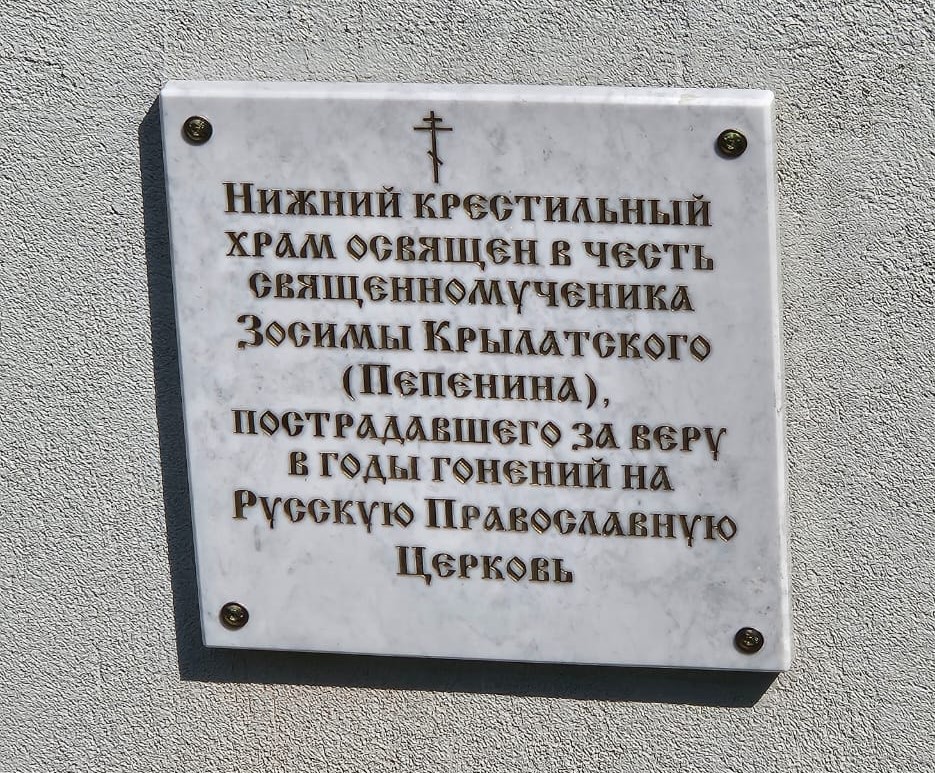 Нижний крестильный
храм освящен в честь
священномученика
Зосимы Крылатского
(Пепенина),
пострадавшего за веру
в годы гонений на
Русскую Православную
Церковь